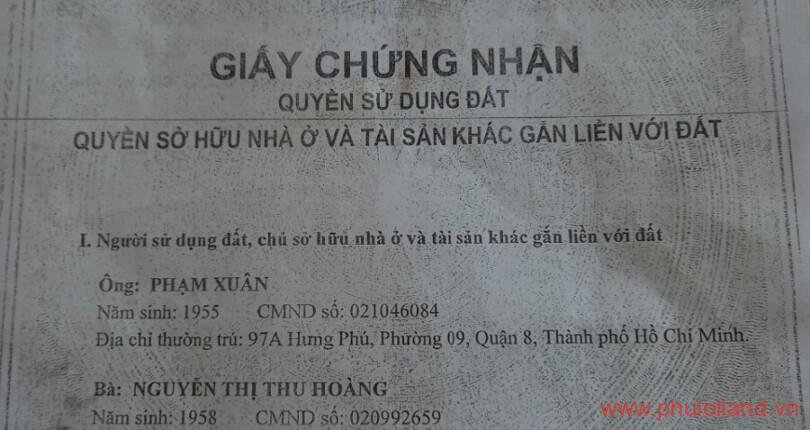 GIẤY CHỨNG NHẬN
QUYỀN SỬ DỤNG ĐẤT
QUYỀN SỞ HỮU NHÀ Ở VÀ TÀI SẢN KHÁC GẮN LIỀN VỚI ĐẤT
I. Người sử dụng đất, chủ sở hữu nhà ở và tài sản khác gắn liền với đất
Ông: PHẠM XUÂN
Năm sinh: 1955 CMND số: 021046084
Địa chỉ thường trú: 97A Hưng Phú, Phường 09, Quận 8, Thành phố Hồ Chí Minh.
Bà: NGUYỄN THỊ THU HOÀNG
Năm sinh: 1958 CMND số: 020992659
www.phuloiland.vn